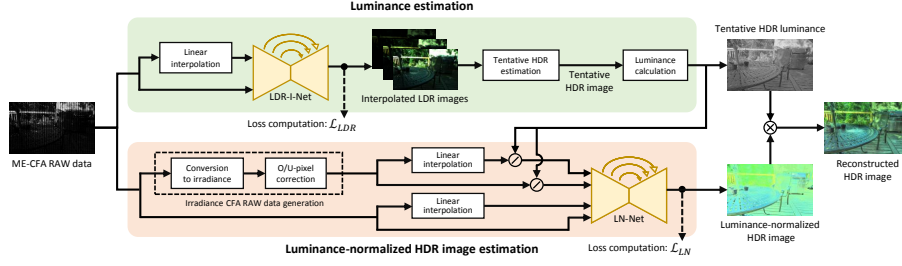 Luminance estimation
Linear
interpolation
LDR-I-Net
Interpolated LDR images
Loss computation: ℒ_LDR
Tentative HDR
estimation
Tentative
HDR image
Luminance
calculation
Tentative HDR luminance
ME-CFA RAW data
Reconstructed
HDR image
Conversion
to irradiance
O/U-pixel
correction
Irradiance CFA RAW data generation
Linear
interpolation
Linear
interpolation
LN-Net
Loss computation: ℒ_LN
Luminance-normalized
HDR image
Luminance-normalized HDR image estimation